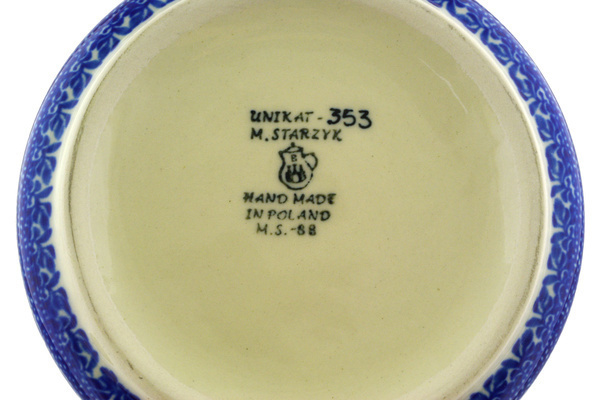 UNIKAT-353
M. STARZYK
B
HAND MADE
IN POLAND
M.S.-88